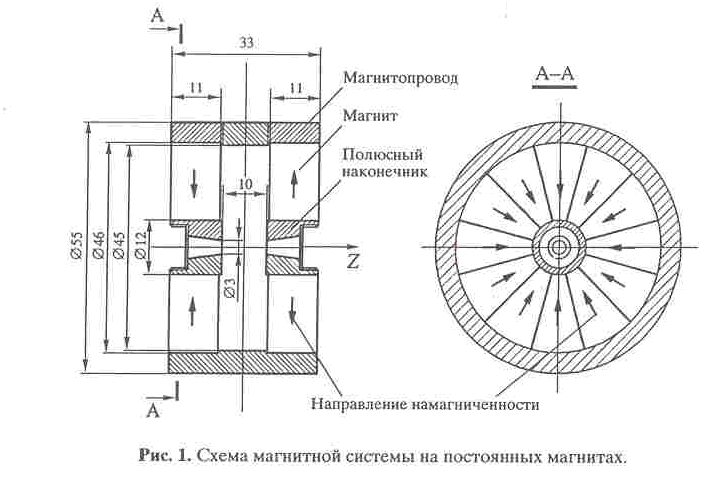 А
33
11
11
Магнитопровод
А–А
Магнит
Полюсный
наконечник
10
Ø55
Ø46
Ø45
Ø12
Ø3
Z
А
Направление намагниченности
Рис. 1. Схема магнитной системы на постоянных магнитах.